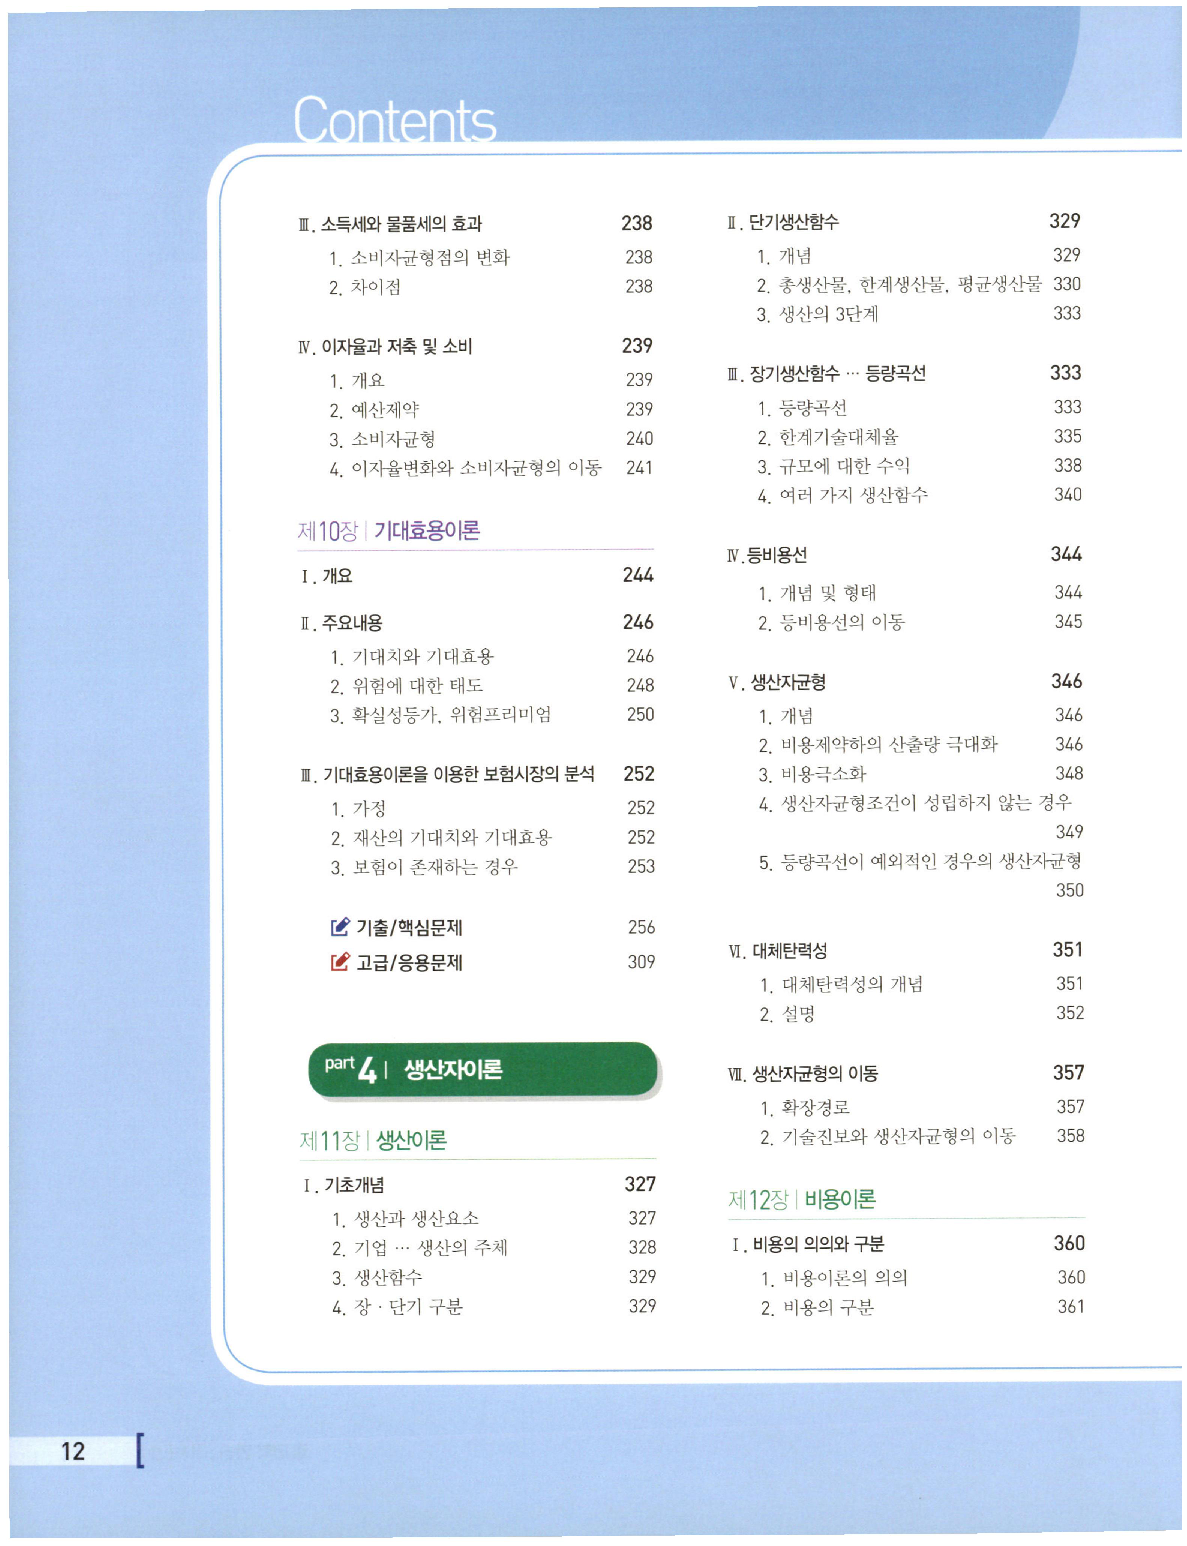 Contents
Ⅲ. 소득세와 물품세의 효과 238
1. 소비자균형점의 변화 238
2. 차이점 238
Ⅳ. 이자율과 저축 및 소비 239
1. 개요 239
2. 예산제약 239
3. 소비자균형 240
4. 이자율변화와 소비자균형의 이동 241
제10장 | 기대효용이론
Ⅰ. 개요 244
Ⅱ. 주요내용 246
1. 기대치와 기대효용 246
2. 위험에 대한 태도 248
3. 확실성등가, 위험프리미엄 250
Ⅲ. 기대효용이론을 이용한 보험시장의 분석 252
1. 가정 252
2. 재산의 기대치와 기대효용 252
3. 보험이 존재하는 경우 253
기출/핵심문제 256
고급/응용문제 309
part 4 | 생산자이론
제11장 | 생산이론
Ⅰ. 기초개념 327
1. 생산과 생산요소 327
2. 기업 … 생산의 주체 328
3. 생산함수 329
4. 장 · 단기 구분 329
Ⅱ. 단기생산함수 329
1. 개념 329
2. 총생산물, 한계생산물, 평균생산물 330
3. 생산의 3단계 333
Ⅲ. 장기생산함수 … 등량곡선 333
1. 등량곡선 333
2. 한계기술대체율 335
3. 규모에 대한 수익 338
4. 여러 가지 생산함수 340
Ⅳ. 등비용선 344
1. 개념 및 형태 344
2. 등비용선의 이동 345
Ⅴ. 생산자균형 346
1. 개념 346
2. 비용제약하의 산출량 극대화 346
3. 비용극소화 348
4. 생산자균형조건이 성립하지 않는 경우
349
5. 등량곡선이 예외적인 경우의 생산자균형
350
Ⅵ. 대체탄력성 351
1. 대체탄력성의 개념 351
2. 설명 352
Ⅶ. 생산자균형의 이동 357
1. 확장경로 357
2. 기술진보와 생산자균형의 이동 358
제12장 | 비용이론
Ⅰ. 비용의 의의와 구분 360
1. 비용이론의 의의 360
2. 비용의 구분 361
12 [